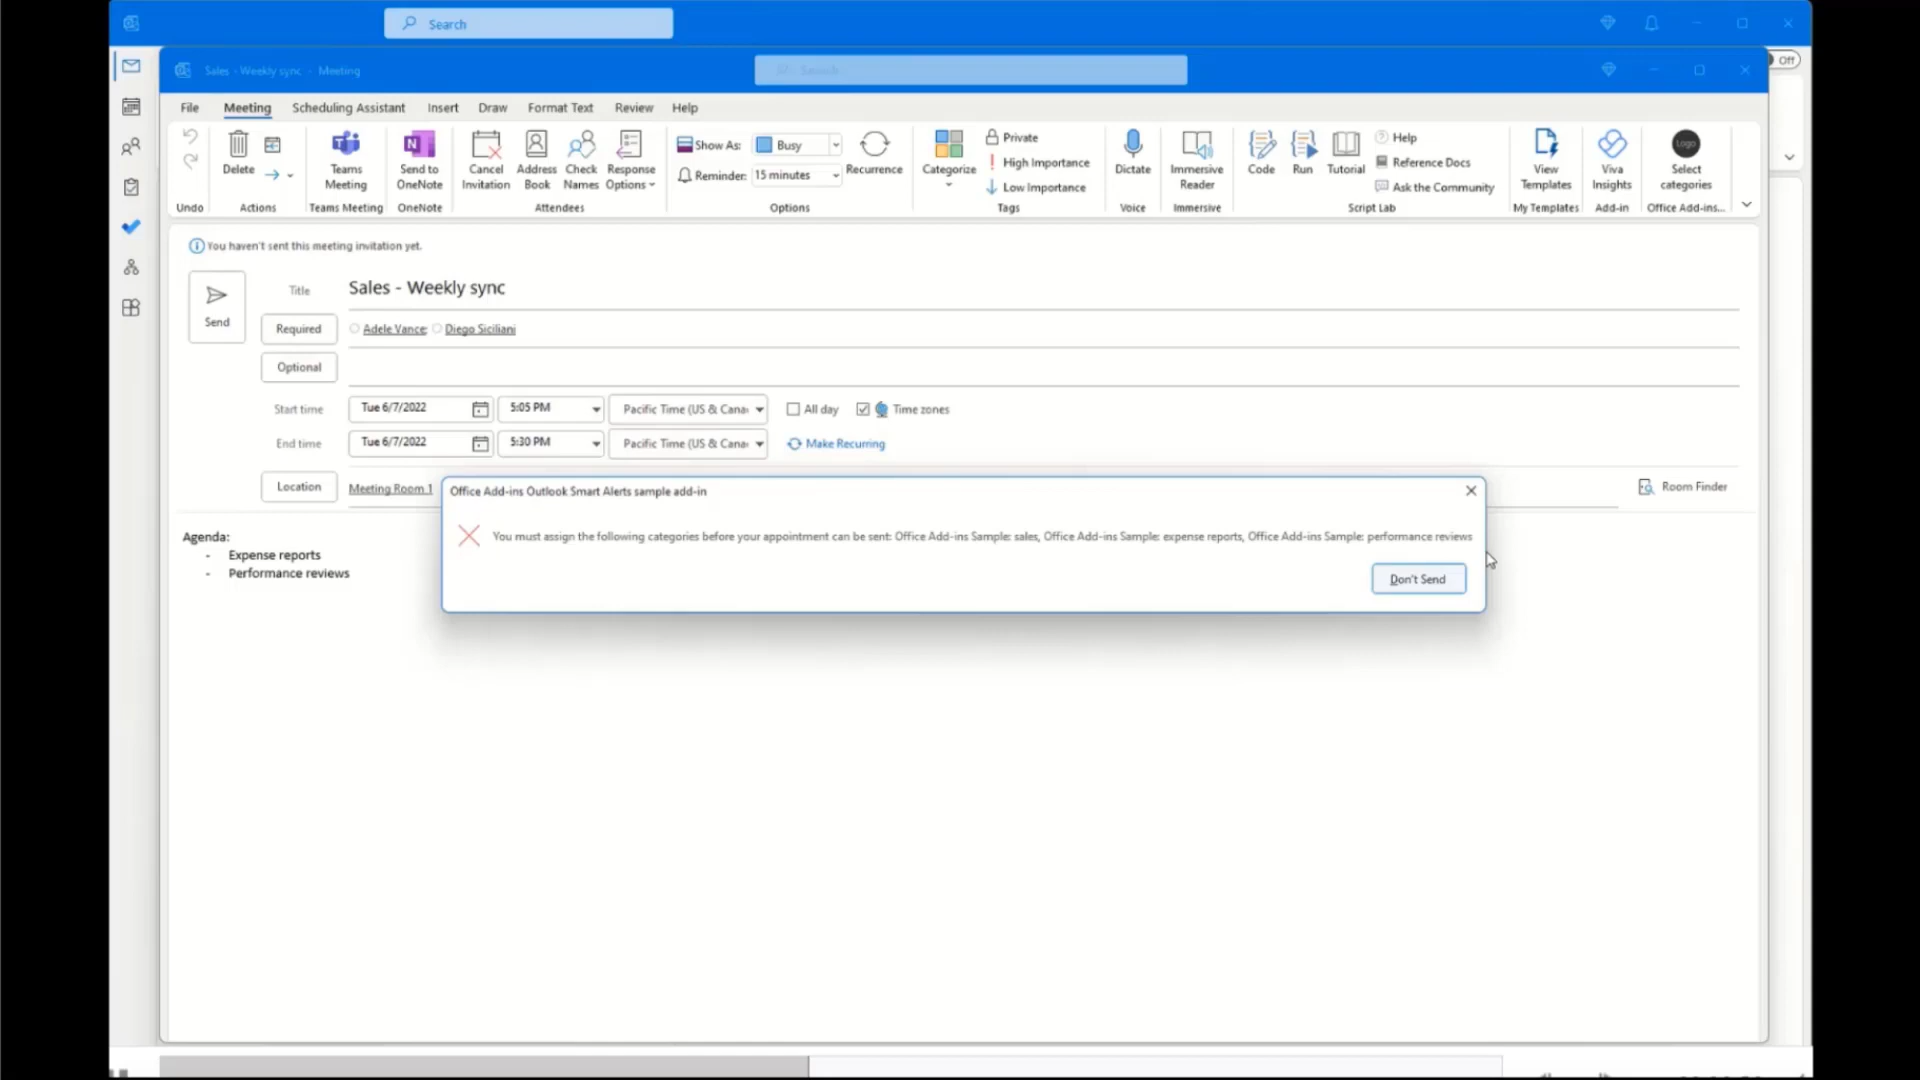 Search
Off
Sales - Weekly sync - Meeting
Search
File Meeting Scheduling Assistant Insert Draw Format Text Review Help
Delete
Teams Meeting
Send to OneNote
Cancel Invitation
Address Book
Check Names
Response Options
Show As: Busy
Reminder: 15 minutes
Recurrence
Categorize
Private
High Importance
Low Importance
Dictate
Immersive Reader
Code
Run
Tutorial
Help
Reference Docs
Ask the Community
View Templates
Viva Insights
Logo
Select categories
Undo Actions Teams Meeting OneNote Attendees Options Tags Voice Immersive Script Lab My Templates Add-in Office Add-ins...
You haven't sent this meeting invitation yet.
Send
Title Sales - Weekly sync
Required Adele Vance; Diego Siciliani
Optional
Start time Tue 6/7/2022 5:05 PM Pacific Time (US & Cana All day Time zones
End time Tue 6/7/2022 5:30 PM Pacific Time (US & Cana Make Recurring
Location Meeting Room 1 Room Finder
Office Add-ins Outlook Smart Alerts sample add-in
You must assign the following categories before your appointment can be sent: Office Add-ins Sample: sales, Office Add-ins Sample: expense reports, Office Add-ins Sample: performance reviews
Don't Send
Agenda:
- Expense reports
- Performance reviews